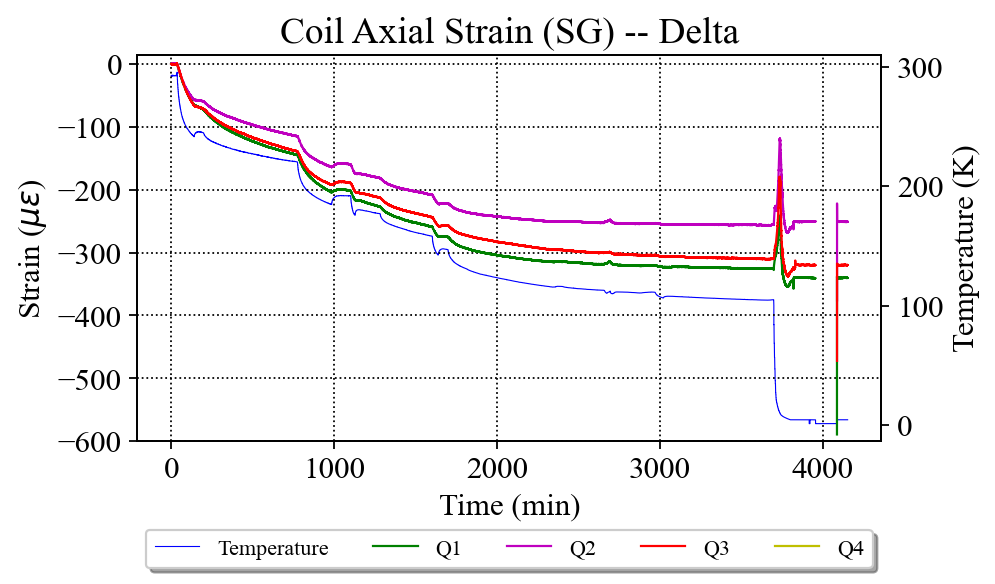 Coil Axial Strain (SG) -- Delta
Strain (με)
0
−100
−200
−300
−400
−500
−600
300
200
100
0
Temperature (K)
0 1000 2000 3000 4000
Time (min)
Temperature Q1 Q2 Q3 Q4